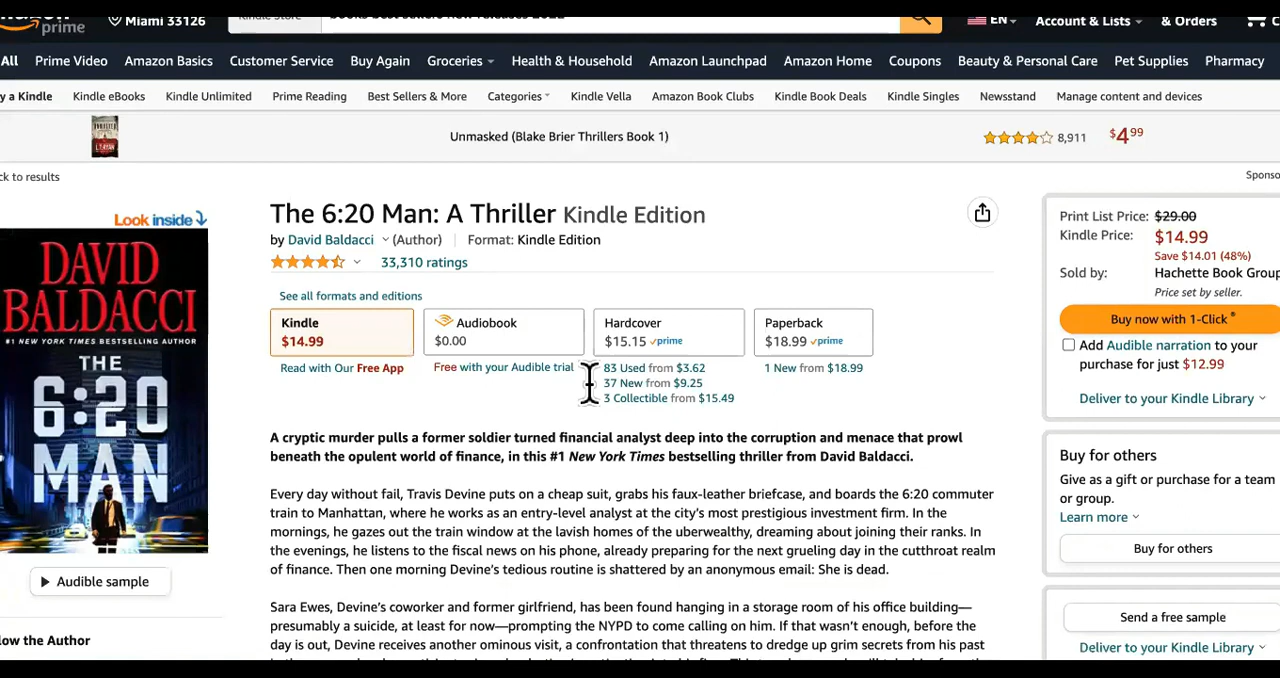 prime
Miami 33126
EN
Account & Lists
& Orders
All
Prime Video
Amazon Basics
Customer Service
Buy Again
Groceries
Health & Household
Amazon Launchpad
Amazon Home
Coupons
Beauty & Personal Care
Pet Supplies
Pharmacy
y a Kindle
Kindle eBooks
Kindle Unlimited
Prime Reading
Best Sellers & More
Categories
Kindle Vella
Amazon Book Clubs
Kindle Book Deals
Kindle Singles
Newsstand
Manage content and devices
Unmasked (Blake Brier Thrillers Book 1)
8,911
$4.99
ck to results
Sponso
Look inside
DAVID
BALDACCI
#1 NEW YORK TIMES BESTSELLING AUTHOR
THE
6:20
MAN
Audible sample
low the Author
The 6:20 Man: A Thriller Kindle Edition
by David Baldacci (Author) | Format: Kindle Edition
33,310 ratings
See all formats and editions
Kindle
$14.99
Read with Our Free App
Audiobook
$0.00
Free with your Audible trial
Hardcover
$15.15 prime
83 Used from $3.62
37 New from $9.25
3 Collectible from $15.49
Paperback
$18.99 prime
1 New from $18.99
A cryptic murder pulls a former soldier turned financial analyst deep into the corruption and menace that prowl
beneath the opulent world of finance, in this #1 New York Times bestselling thriller from David Baldacci.
Every day without fail, Travis Devine puts on a cheap suit, grabs his faux-leather briefcase, and boards the 6:20 commuter
train to Manhattan, where he works as an entry-level analyst at the city's most prestigious investment firm. In the
mornings, he gazes out the train window at the lavish homes of the uberwealthy, dreaming about joining their ranks. In
the evenings, he listens to the fiscal news on his phone, already preparing for the next grueling day in the cutthroat realm
of finance. Then one morning Devine's tedious routine is shattered by an anonymous email: She is dead.
Sara Ewes, Devine's coworker and former girlfriend, has been found hanging in a storage room of his office building—
presumably a suicide, at least for now—prompting the NYPD to come calling on him. If that wasn't enough, before the
day is out, Devine receives another ominous visit, a confrontation that threatens to dredge up grim secrets from his past
Print List Price: $29.00
Kindle Price: $14.99
Save $14.01 (48%)
Sold by: Hachette Book Group
Price set by seller.
Buy now with 1-Click ®
Add Audible narration to your
purchase for just $12.99
Deliver to your Kindle Library
Buy for others
Give as a gift or purchase for a team
or group.
Learn more
Buy for others
Send a free sample
Deliver to your Kindle Library